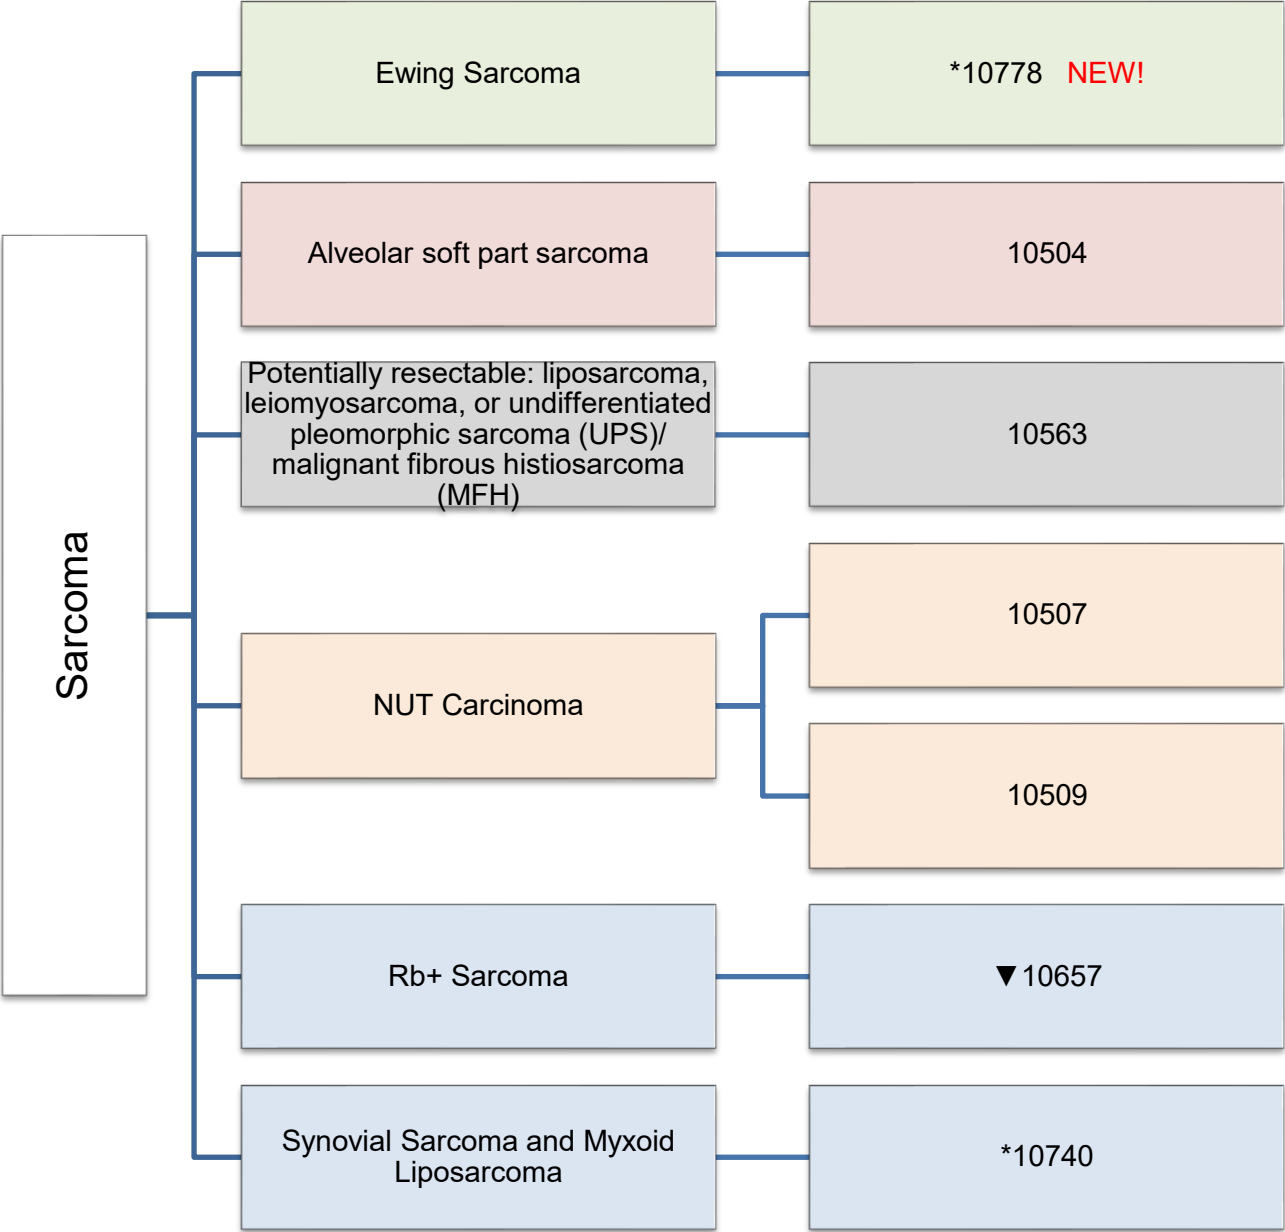 Sarcoma
Ewing Sarcoma
*10778 NEW!
Alveolar soft part sarcoma
10504
Potentially resectable: liposarcoma,
leiomyosarcoma, or undifferentiated
pleomorphic sarcoma (UPS)/
malignant fibrous histiosarcoma
(MFH)
10563
NUT Carcinoma
10507
10509
Rb+ Sarcoma
▼10657
Synovial Sarcoma and Myxoid
Liposarcoma
*10740